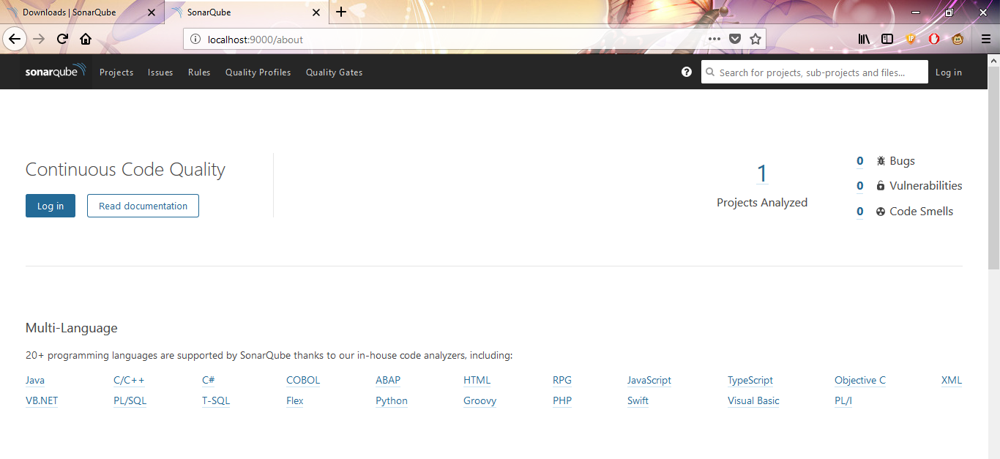 Downloads | SonarQube
SonarQube
localhost:9000/about
sonarqube Projects Issues Rules Quality Profiles Quality Gates Search for projects, sub-projects and files... Log in
Continuous Code Quality
Log in Read documentation
1
Projects Analyzed
0 Bugs
0 Vulnerabilities
0 Code Smells
Multi-Language
20+ programming languages are supported by SonarQube thanks to our in-house code analyzers, including:
Java C/C++ C# COBOL ABAP HTML RPG JavaScript TypeScript Objective C XML
VB.NET PL/SQL T-SQL Flex Python Groovy PHP Swift Visual Basic PL/I